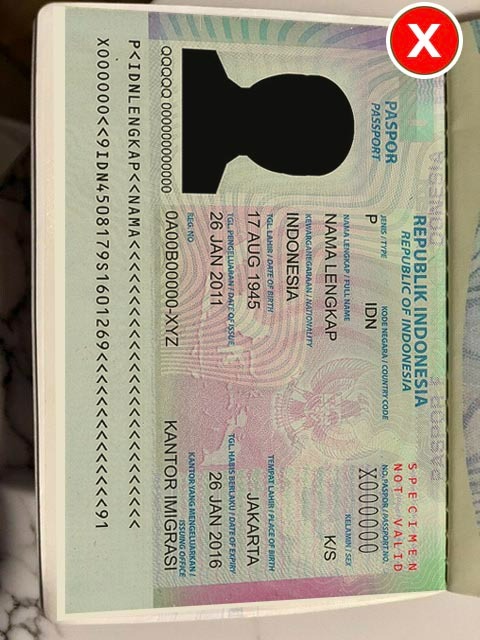 X
REPUBLIK INDONESIA
REPUBLIC OF INDONESIA
SPECIMEN
NOT VALID
PASPOR
PASSPORT
JENIS / TYPE
KODE NEGARA / COUNTRY CODE
NO. PASPOR / PASSPORT NO.
P
IDN
X0000000
NAMA LENGKAP / FULL NAME
KELAMIN / SEX
NAMA LENGKAP
K/S
KEWARGANEGARAAN / NATIONALITY
INDONESIA
TGL. LAHIR / DATE OF BIRTH
TEMPAT LAHIR / PLACE OF BIRTH
17 AUG 1945
JAKARTA
TGL. PENGELUARAN / DATE OF ISSUE
TGL. HABIS BERLAKU / DATE OF EXPIRY
26 JAN 2011
26 JAN 2016
REG. NO
KANTOR YANG MENGELUARKAN /
ISSUING OFFICE
0A00B00000-XYZ
KANTOR IMIGRASI
QQQQQ 000000000000
P<IDNLENGKAP<<NAMA<<<<<<<<<<<<<<<<<<<<<<<<<<
X000000<<9IDN4508179S1601269<<<<<<<<<<<<<<91